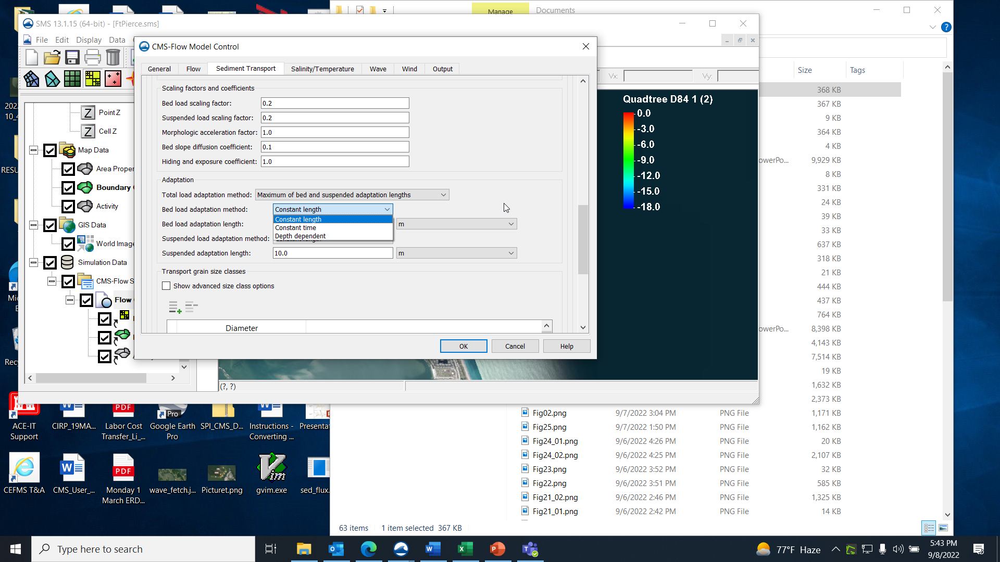 Manage
Documents
SMS 13.1.15 (64-bit) - [FtPierce.sms]
File Edit Display Data
CMS-Flow Model Control
General Flow Sediment Transport Salinity/Temperature Wave Wind Output
Vx: Vy:
Size Tags
Scaling factors and coefficients
Bed load scaling factor: 0.2
Suspended load scaling factor: 0.2
Morphologic acceleration factor: 1.0
Bed slope diffusion coefficient: 0.1
Hiding and exposure coefficient: 1.0
Adaptation
Total load adaptation method: Maximum of bed and suspended adaptation lengths
Bed load adaptation method: Constant length
Constant length
Constant time
Depth dependent
Bed load adaptation length: m
Suspended load adaptation method:
Suspended adaptation length: 10.0 m
Transport grain size classes
Show advanced size class options
Diameter
OK Cancel Help
Point Z
Cell Z
Map Data
Area Proper
Boundary
Activity
GIS Data
World Image
Simulation Data
CMS-Flow S
Flow
Quadtree D84 1 (2)
0.0
-3.0
-6.0
-9.0
-12.0
-15.0
-18.0
(?, ?)
368 KB
367 KB
9 KB
364 KB
4 KB
owerPo... 9,929 KB
8 KB
331 KB
24 KB
39 KB
33 KB
637 KB
318 KB
21 KB
444 KB
437 KB
764 KB
owerPo... 8,398 KB
4,143 KB
7,514 KB
19 KB
1,632 KB
2,373 KB
Fig02.png 9/7/2022 3:04 PM PNG File 1,171 KB
Fig25.png 9/7/2022 1:50 PM PNG File 1,162 KB
Fig24_01.png 9/6/2022 4:26 PM PNG File 20 KB
Fig24_02.png 9/6/2022 4:25 PM PNG File 2,107 KB
Fig23.png 9/6/2022 3:52 PM PNG File 32 KB
Fig22.png 9/6/2022 3:51 PM PNG File 585 KB
Fig21_02.png 9/6/2022 2:46 PM PNG File 1,325 KB
Fig21_01.png 9/6/2022 2:42 PM PNG File 14 KB
63 items 1 item selected 367 KB
202
10_4
RESU
Mic
E
Recy
ACE-IT
Support
CIRP_19MA...
PDF
Labor Cost
Transfer_Li_...
Pro
Google Earth
Pro
SPI_CMS_D...
Instructions -
Converting ...
Presentat
CEFMS T&A
CMS_User_...
PDF
Monday 1
March ERD...
wave_fetch.j...
Picturet.png
Vim
gvim.exe
sed_flux.
Type here to search
77°F Haze
5:43 PM
9/8/2022